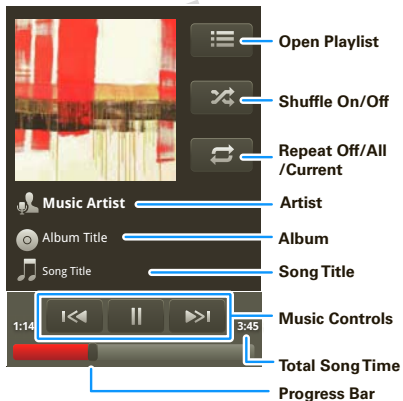 Open Playlist
Shuffle On/Off
Repeat Off/All
/Current
Music Artist
Artist
Album Title
Album
Song Title
Song Title
Music Controls
1:14
3:45
Total Song Time
Progress Bar